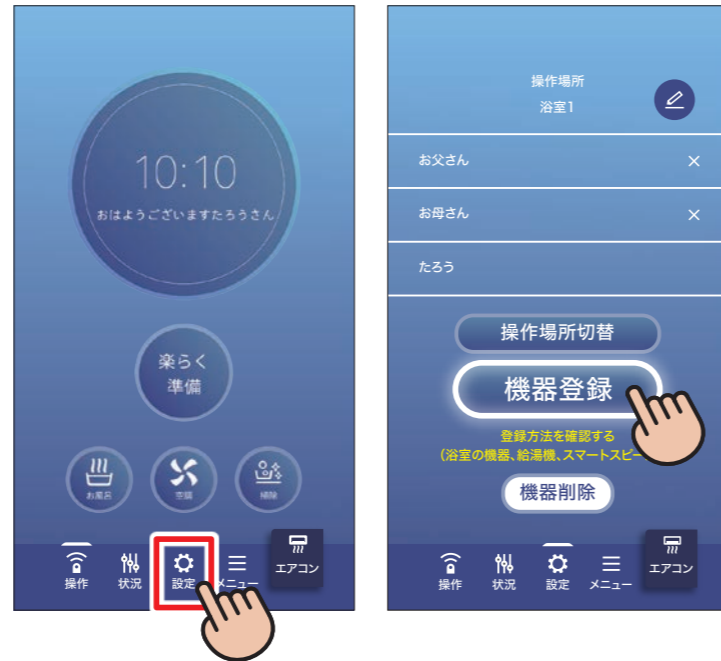 10:10
おはようございますたろうさん
楽らく
準備
お風呂
空調
掃除
操作
状況
設定
メニュー
エアコン
操作場所
浴室1
お父さん
×
お母さん
×
たろう
操作場所切替
機器登録
登録方法を確認する
(浴室の機器、給湯機、スマートスピー
機器削除
操作
状況
設定
メニュー
エアコン